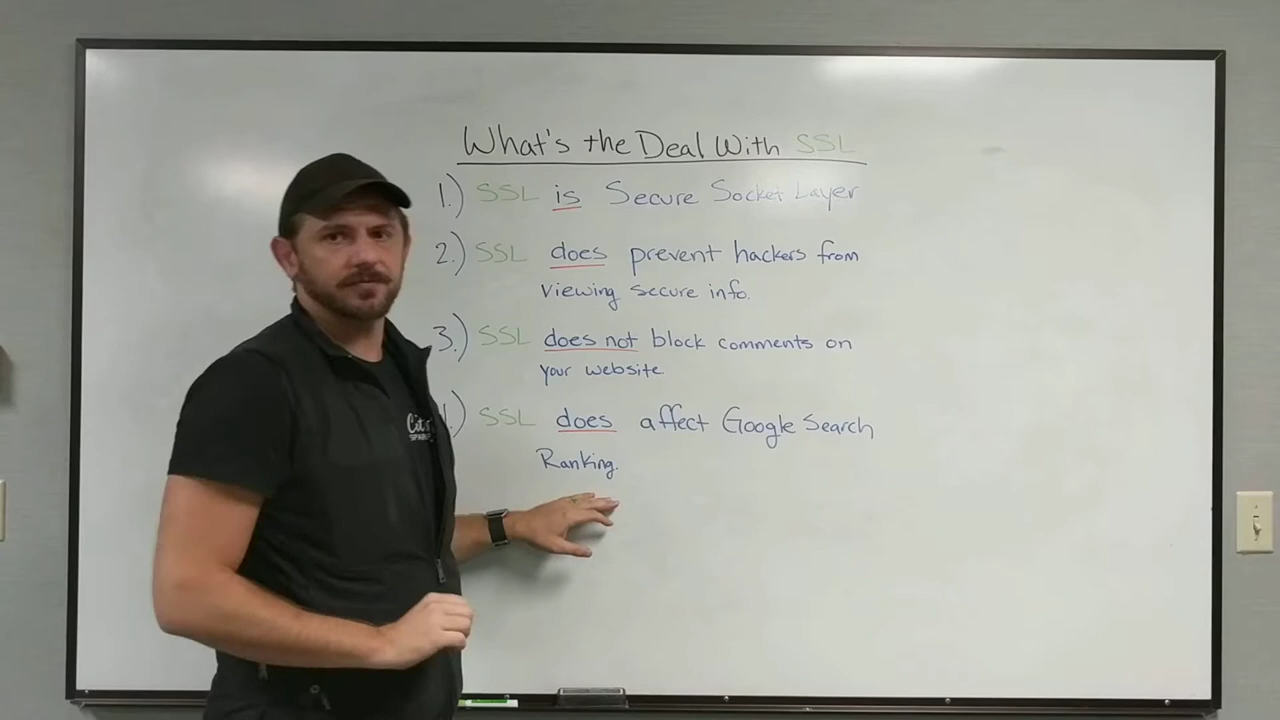 What's the Deal With SSL
1.) SSL is Secure Socket Layer
2.) SSL does prevent hackers from
viewing secure info.
3.) SSL does not block comments on
your website.
) SSL does affect Google Search
Ranking.